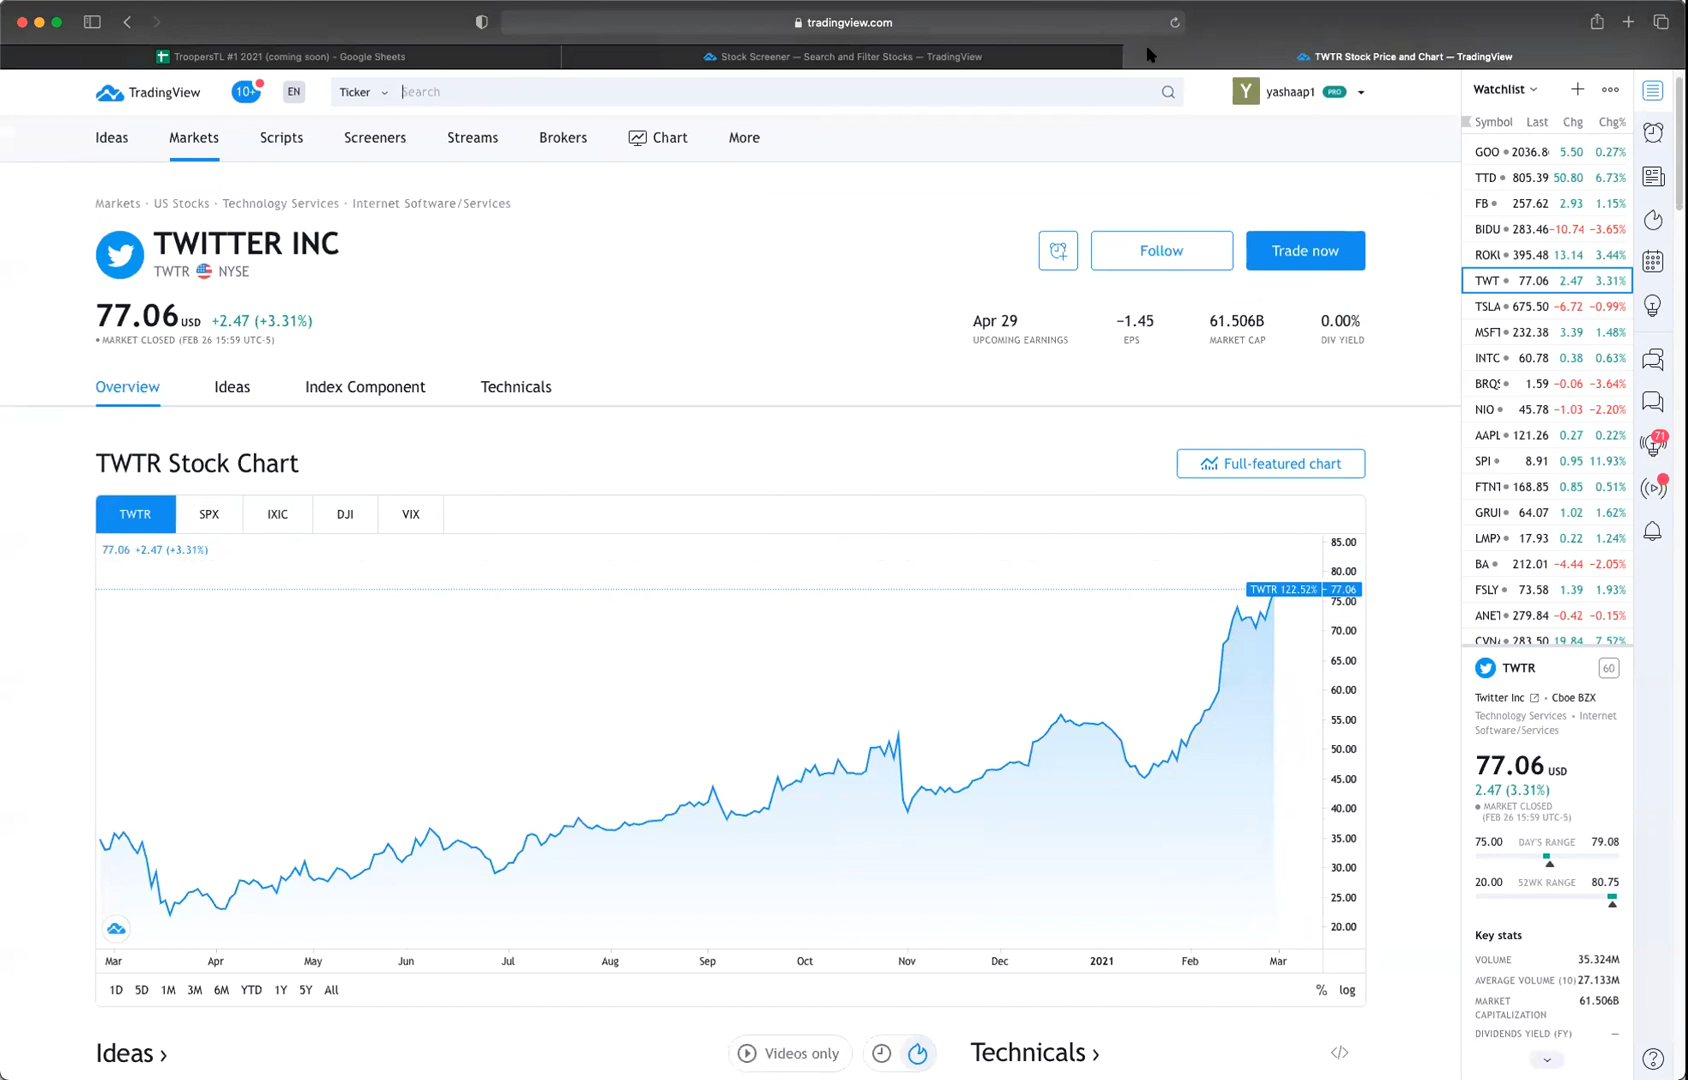 tradingview.com
TroopersTL #1 2021 (coming soon) - Google Sheets
Stock Screener — Search and Filter Stocks — TradingView
TWTR Stock Price and Chart — TradingView
TradingView
10+
EN
Ticker
Search
Y
yashaap1
PRO
Ideas
Markets
Scripts
Screeners
Streams
Brokers
Chart
More
Markets · US Stocks · Technology Services · Internet Software/Services
TWITTER INC
TWTR NYSE
Follow
Trade now
77.06 USD +2.47 (+3.31%)
• MARKET CLOSED (FEB 26 15:59 UTC-5)
Apr 29
UPCOMING EARNINGS
−1.45
EPS
61.506B
MARKET CAP
0.00%
DIV YIELD
Overview
Ideas
Index Component
Technicals
TWTR Stock Chart
Full-featured chart
TWTR
SPX
IXIC
DJI
VIX
77.06 +2.47 (+3.31%)
TWTR 122.52%
77.06
85.00
80.00
75.00
70.00
65.00
60.00
55.00
50.00
45.00
40.00
35.00
30.00
25.00
20.00
Mar Apr May Jun Jul Aug Sep Oct Nov Dec 2021 Feb Mar
1D 5D 1M 3M 6M YTD 1Y 5Y All
% log
Ideas ›
Videos only
Technicals ›
</>
Watchlist
Symbol Last Chg Chg%
GOO 2036.8 5.50 0.27%
TTD 805.39 50.80 6.73%
FB 257.62 2.93 1.15%
BIDU 283.46 −10.74 −3.65%
ROKU 395.48 13.14 3.44%
TWT 77.06 2.47 3.31%
TSLA 675.50 −6.72 −0.99%
MSFT 232.38 3.39 1.48%
INTC 60.78 0.38 0.63%
BRQS 1.59 −0.06 −3.64%
NIO 45.78 −1.03 −2.20%
AAPL 121.26 0.27 0.22%
SPI 8.91 0.95 11.93%
FTNT 168.85 0.85 0.51%
GRU 64.07 1.02 1.62%
LMPX 17.93 0.22 1.24%
BA 212.01 −4.44 −2.05%
FSLY 73.58 1.39 1.93%
ANET 279.84 −0.42 −0.15%
CVNA 283.50 19.84 7.52%
71
TWTR
60
Twitter Inc • Cboe BZX
Technology Services • Internet
Software/Services
77.06 USD
2.47 (3.31%)
• MARKET CLOSED
(FEB 26 15:59 UTC-5)
75.00 DAY'S RANGE 79.08
20.00 52WK RANGE 80.75
Key stats
VOLUME 35.324M
AVERAGE VOLUME (10) 27.133M
MARKET 61.506B
CAPITALIZATION
DIVIDENDS YIELD (FY) —